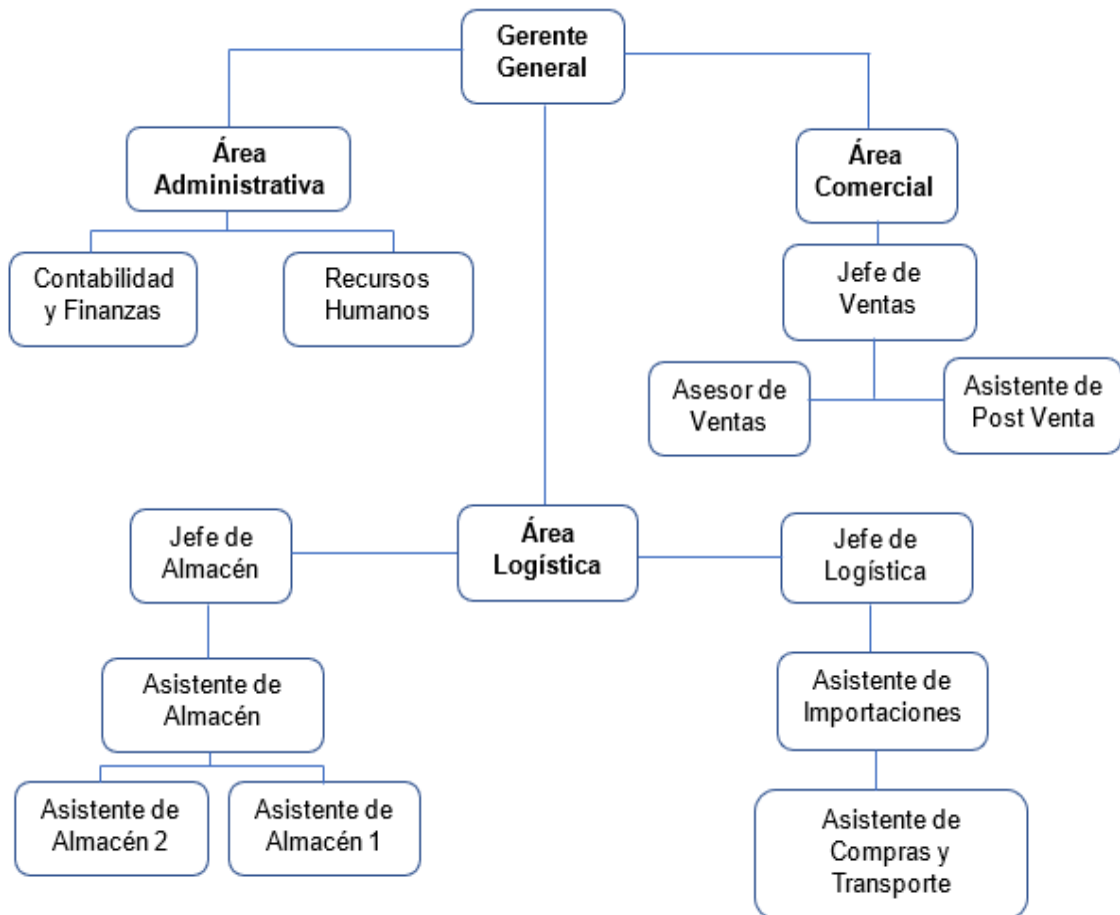 Gerente
General
Área
Administrativa
Área
Comercial
Contabilidad
y Finanzas
Recursos
Humanos
Jefe de
Ventas
Asesor de
Ventas
Asistente de
Post Venta
Jefe de
Almacén
Área
Logística
Jefe de
Logística
Asistente de
Almacén
Asistente de
Importaciones
Asistente de
Almacén 2
Asistente de
Almacén 1
Asistente de
Compras y
Transporte